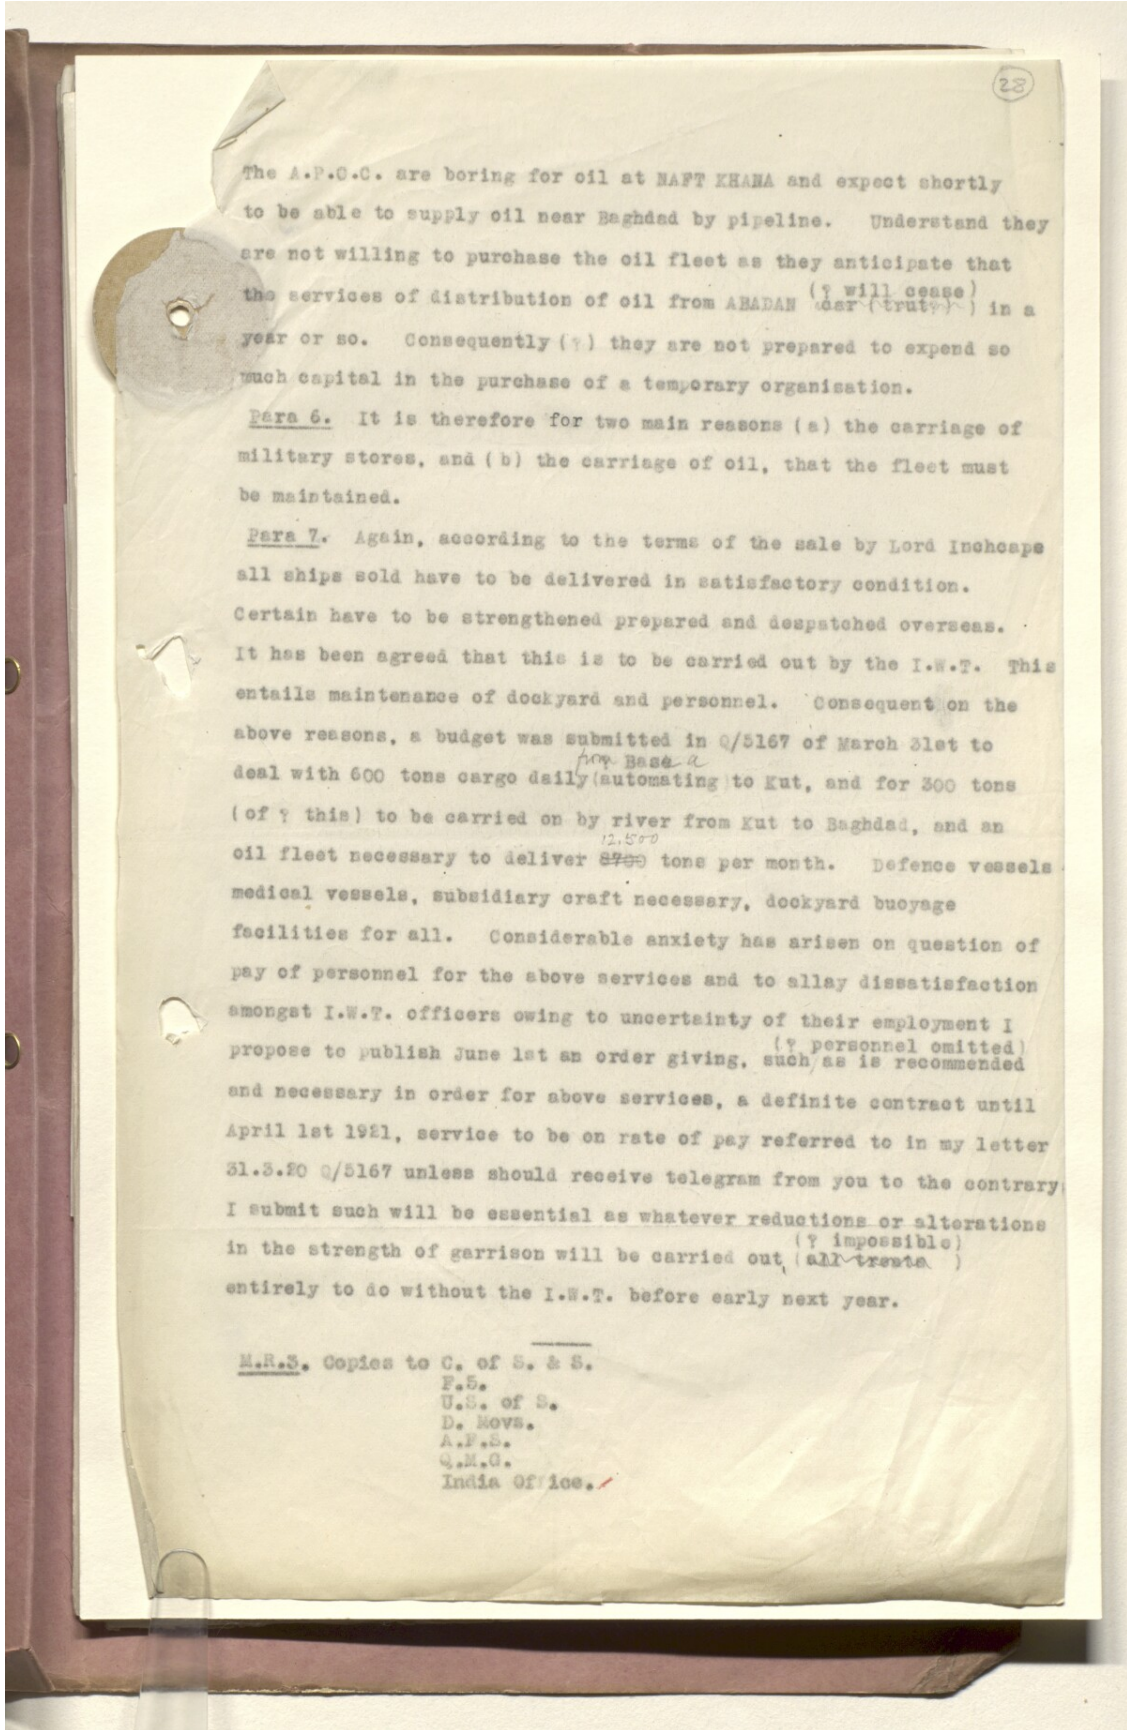 28
The A.P.O.C. are boring for oil at NAFT KHANA and expect shortly
to be able to supply oil near Baghdad by pipeline. Understand they
are not willing to purchase the oil fleet as they anticipate that
(? will cease)
the services of distribution of oil from ABADAN car (trut??) ) in a
year or so. Consequently (?) they are not prepared to expend so
much capital in the purchase of a temporary organisation.
Para 6. It is therefore for two main reasons (a) the carriage of
military stores, and (b) the carriage of oil, that the fleet must
be maintained.
Para 7. Again, according to the terms of the sale by Lord Inchcape
all ships sold have to be delivered in satisfactory condition.
Certain have to be strengthened prepared and despatched overseas.
It has been agreed that this is to be carried out by the I.W.T. This
entails maintenance of dockyard and personnel. Consequent on the
above reasons, a budget was submitted in Q/5167 of March 31st to
from Base a
deal with 600 tons cargo daily (automating) to Kut, and for 300 tons
(of ? this) to be carried on by river from Kut to Baghdad, and an
12,500
oil fleet necessary to deliver 8700 tons per month. Defence vessels
medical vessels, subsidiary craft necessary, dockyard buoyage
facilities for all. Considerable anxiety has arisen on question of
pay of personnel for the above services and to allay dissatisfaction
amongst I.W.T. officers owing to uncertainty of their employment I
(? personnel omitted)
propose to publish June 1st an order giving, such/as is recommended
and necessary in order for above services, a definite contract until
April 1st 1921, service to be on rate of pay referred to in my letter
31.3.20 Q/5167 unless should receive telegram from you to the contrary
I submit such will be essential as whatever reductions or alterations
(? impossible)
in the strength of garrison will be carried out, (all treats )
entirely to do without the I.W.T. before early next year.
M.R.3. Copies to C. of S. & S.
F.5.
U.S. of S.
D. Movs.
A.F.S.
Q.M.G.
India Office.